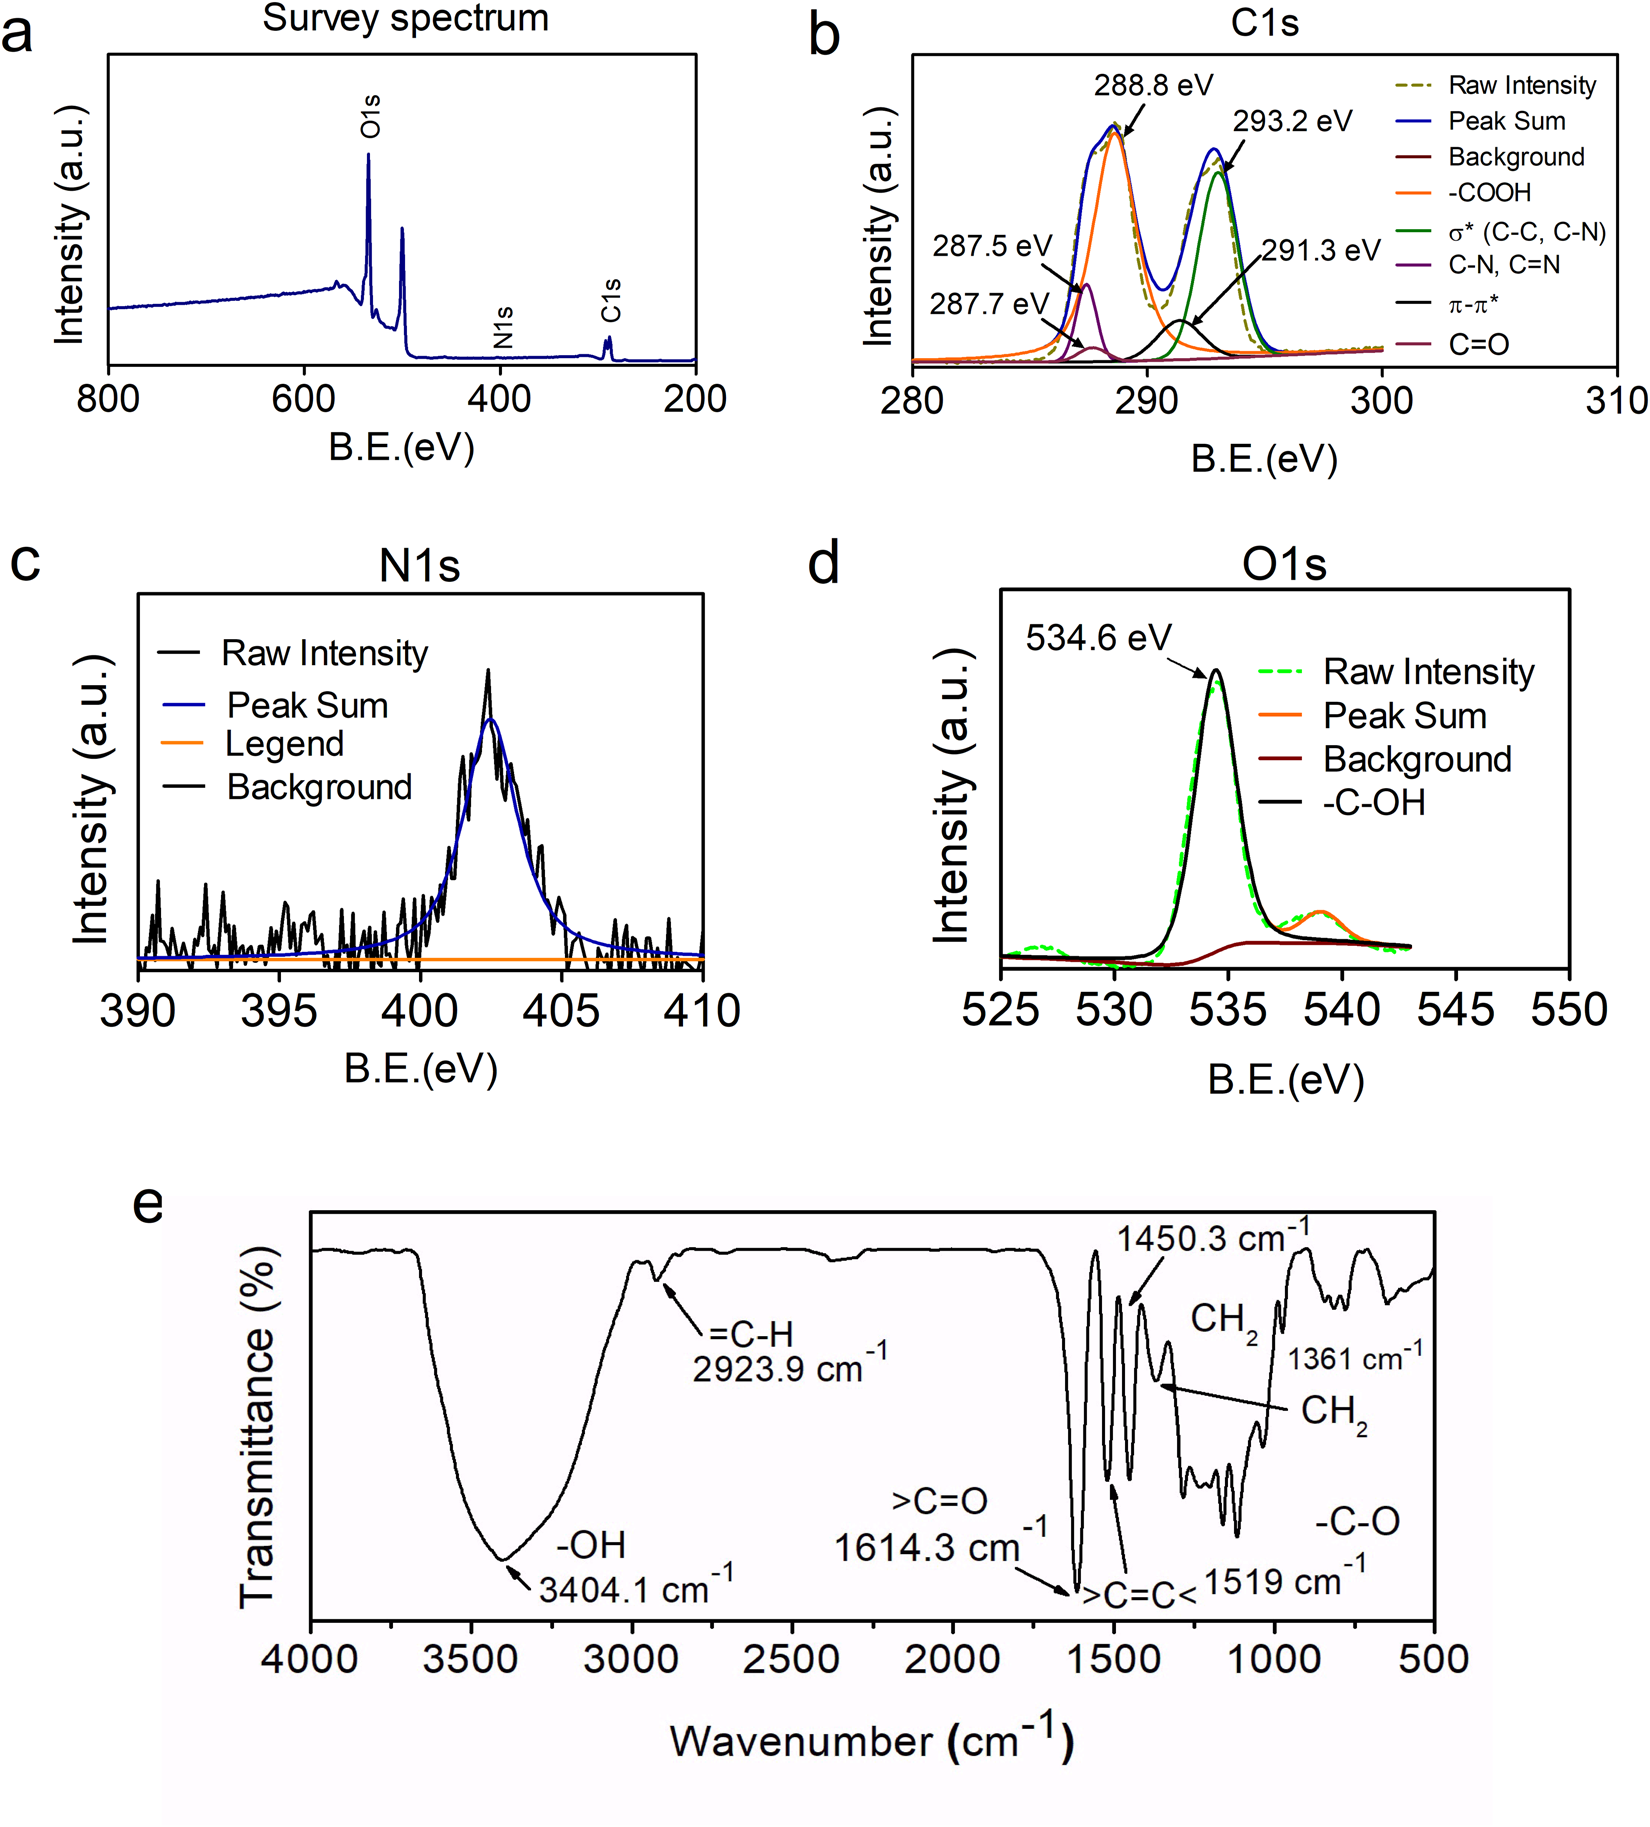 a
Survey spectrum
Intensity (a.u.)
O1s
N1s
C1s
800
600
400
200
B.E.(eV)
b
C1s
Intensity (a.u.)
288.8 eV
293.2 eV
287.5 eV
291.3 eV
287.7 eV
Raw Intensity
Peak Sum
Background
-COOH
σ* (C-C, C-N)
C-N, C=N
π-π*
C=O
280
290
300
310
B.E.(eV)
c
N1s
Intensity (a.u.)
Raw Intensity
Peak Sum
Legend
Background
390
395
400
405
410
B.E.(eV)
d
O1s
Intensity (a.u.)
534.6 eV
Raw Intensity
Peak Sum
Background
-C-OH
525
530
535
540
545
550
B.E.(eV)
e
Transmittance (%)
1450.3 cm-1
CH2
1361 cm-1
=C-H
2923.9 cm-1
CH2
>C=O
1614.3 cm-1
-C-O
-OH
3404.1 cm-1
>C=C< 1519 cm-1
4000
3500
3000
2500
2000
1500
1000
500
Wavenumber (cm-1)